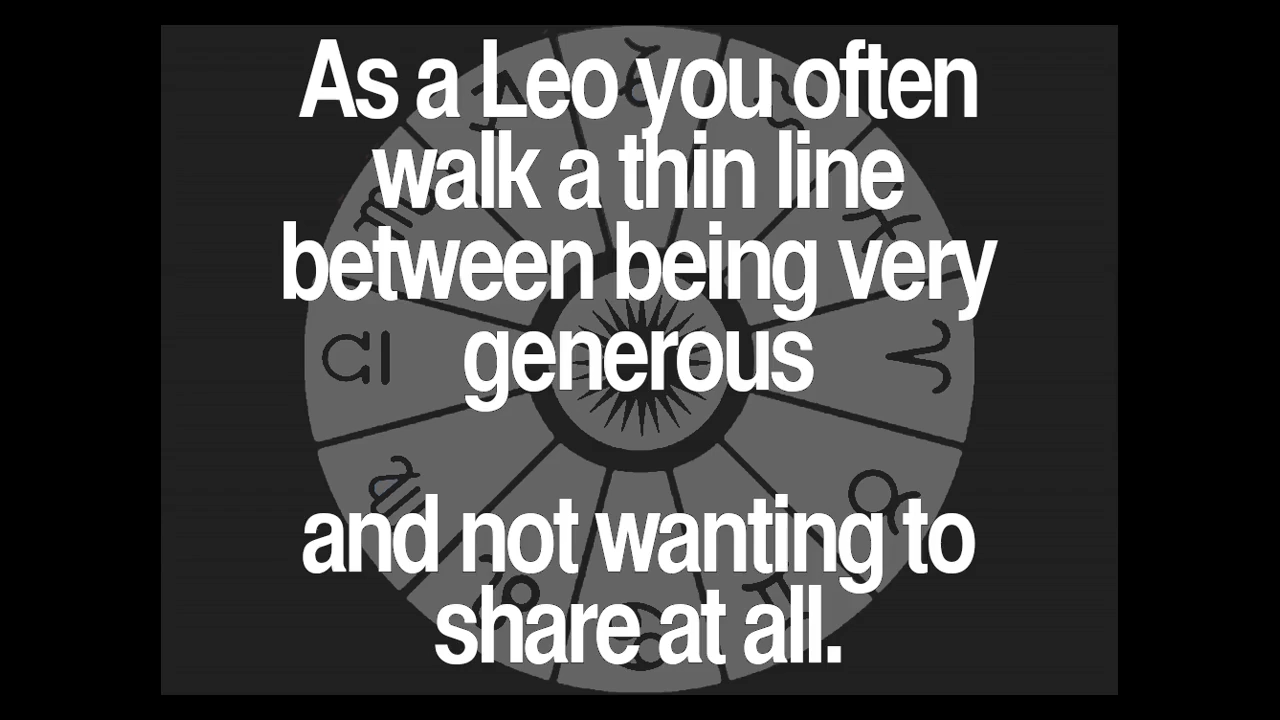 As a Leo you often
walk a thin line
between being very
generous
and not wanting to
share at all.